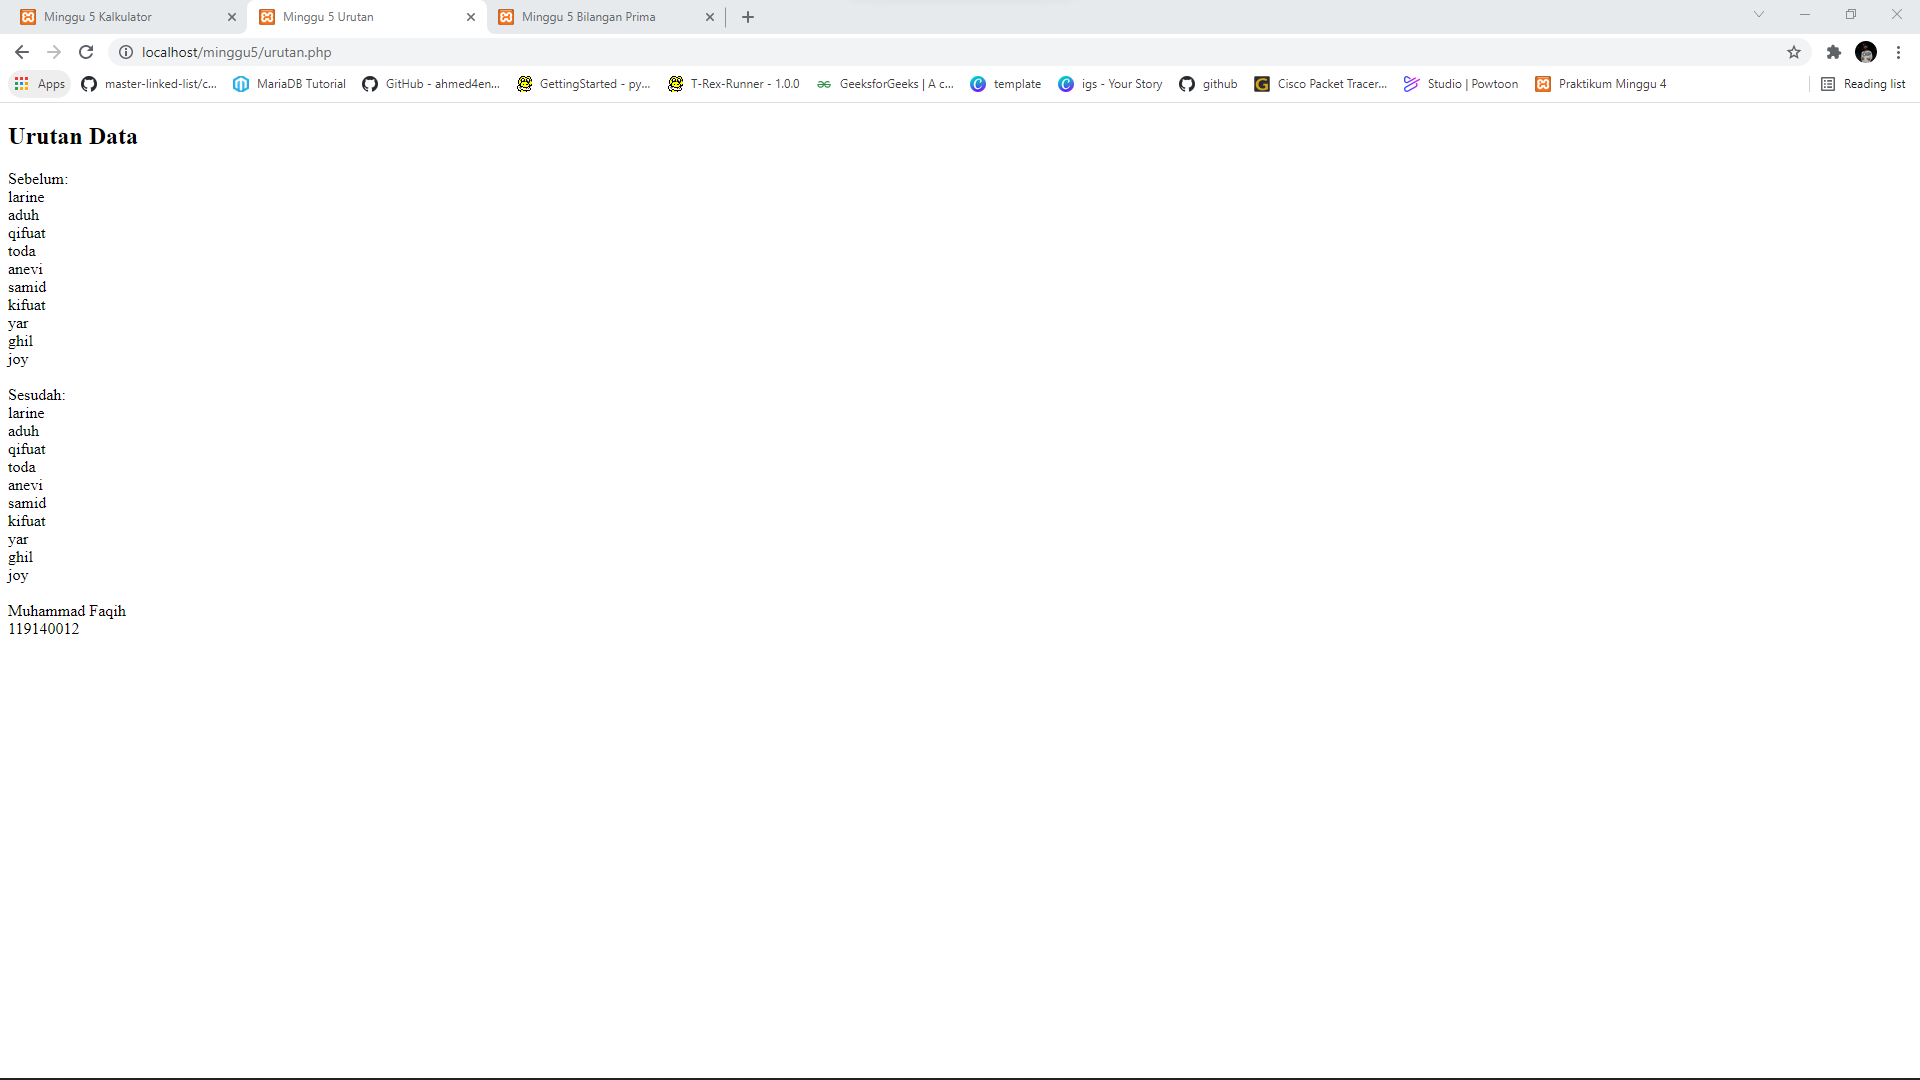 Minggu 5 Kalkulator
Minggu 5 Urutan
Minggu 5 Bilangan Prima
localhost/minggu5/urutan.php
Apps
master-linked-list/c...
MariaDB Tutorial
GitHub - ahmed4en...
GettingStarted - py...
T-Rex-Runner - 1.0.0
GeeksforGeeks | A c...
template
igs - Your Story
github
Cisco Packet Tracer...
Studio | Powtoon
Praktikum Minggu 4
Reading list
Urutan Data
Sebelum:
larine
aduh
qifuat
toda
anevi
samid
kifuat
yar
ghil
joy
Sesudah:
larine
aduh
qifuat
toda
anevi
samid
kifuat
yar
ghil
joy
Muhammad Faqih
119140012